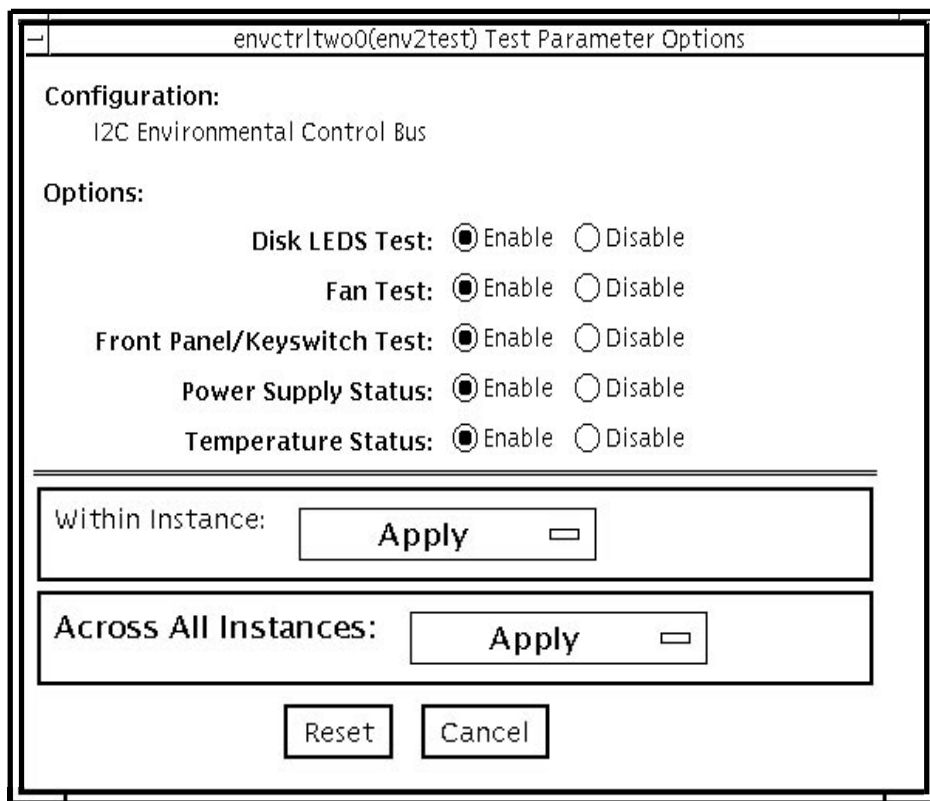 envctrltwo0(env2test) Test Parameter Options
Configuration:
I2C Environmental Control Bus
Options:
Disk LEDS Test: Enable Disable
Fan Test: Enable Disable
Front Panel/Keyswitch Test: Enable Disable
Power Supply Status: Enable Disable
Temperature Status: Enable Disable
Within Instance: Apply
Across All Instances: Apply
Reset Cancel